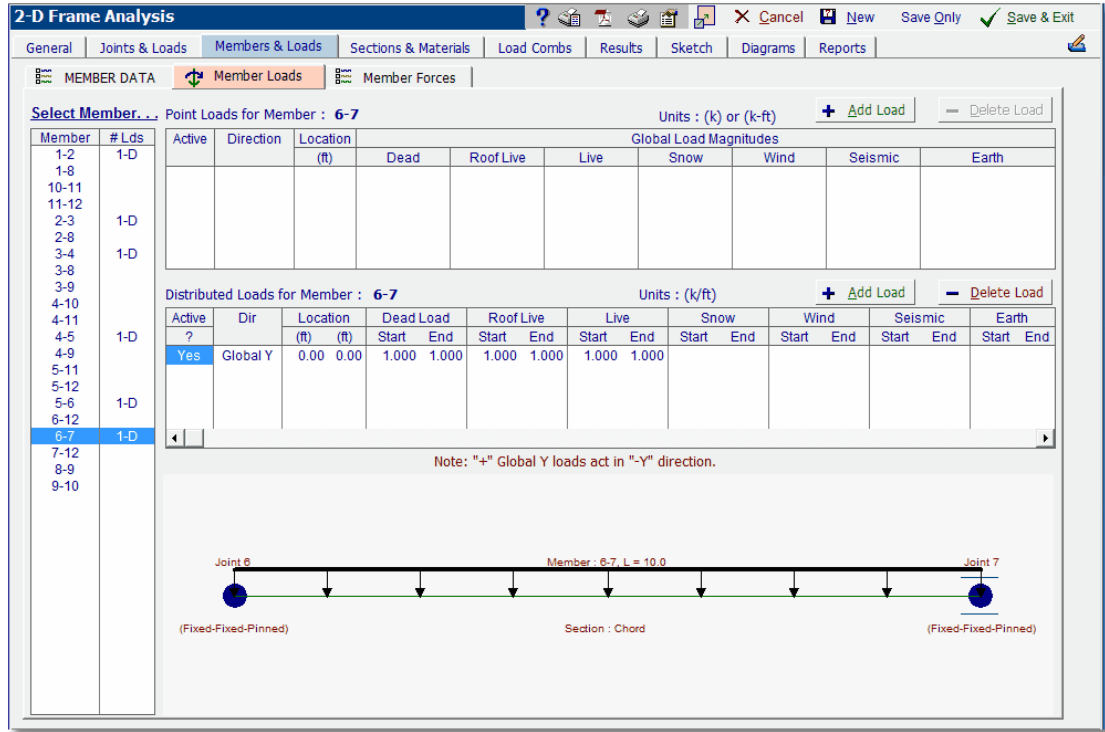 2-D Frame Analysis ? Cancel New Save Only Save & Exit
General Joints & Loads Members & Loads Sections & Materials Load Combs Results Sketch Diagrams Reports
MEMBER DATA Member Loads Member Forces
Select Member. . . Point Loads for Member : 6-7 Units : (k) or (k-ft) + Add Load — Delete Load
Member # Lds Active Direction Location Global Load Magnitudes
(ft) Dead Roof Live Live Snow Wind Seismic Earth
1-2 1-D
1-8
10-11
11-12
2-3 1-D
2-8
3-4 1-D
3-8
3-9
4-10
4-11
4-5 1-D
4-9
5-11
5-12
5-6 1-D
6-12
6-7 1-D
7-12
8-9
9-10
Distributed Loads for Member : 6-7 Units : (k/ft) + Add Load — Delete Load
Active Dir Location Dead Load Roof Live Live Snow Wind Seismic Earth
? (ft) (ft) Start End Start End Start End Start End Start End Start End Start End
Yes Global Y 0.00 0.00 1.000 1.000 1.000 1.000 1.000 1.000
Note: "+" Global Y loads act in "-Y" direction.
Joint 6 Member : 6-7, L = 10.0 Joint 7
(Fixed-Fixed-Pinned) Section : Chord (Fixed-Fixed-Pinned)